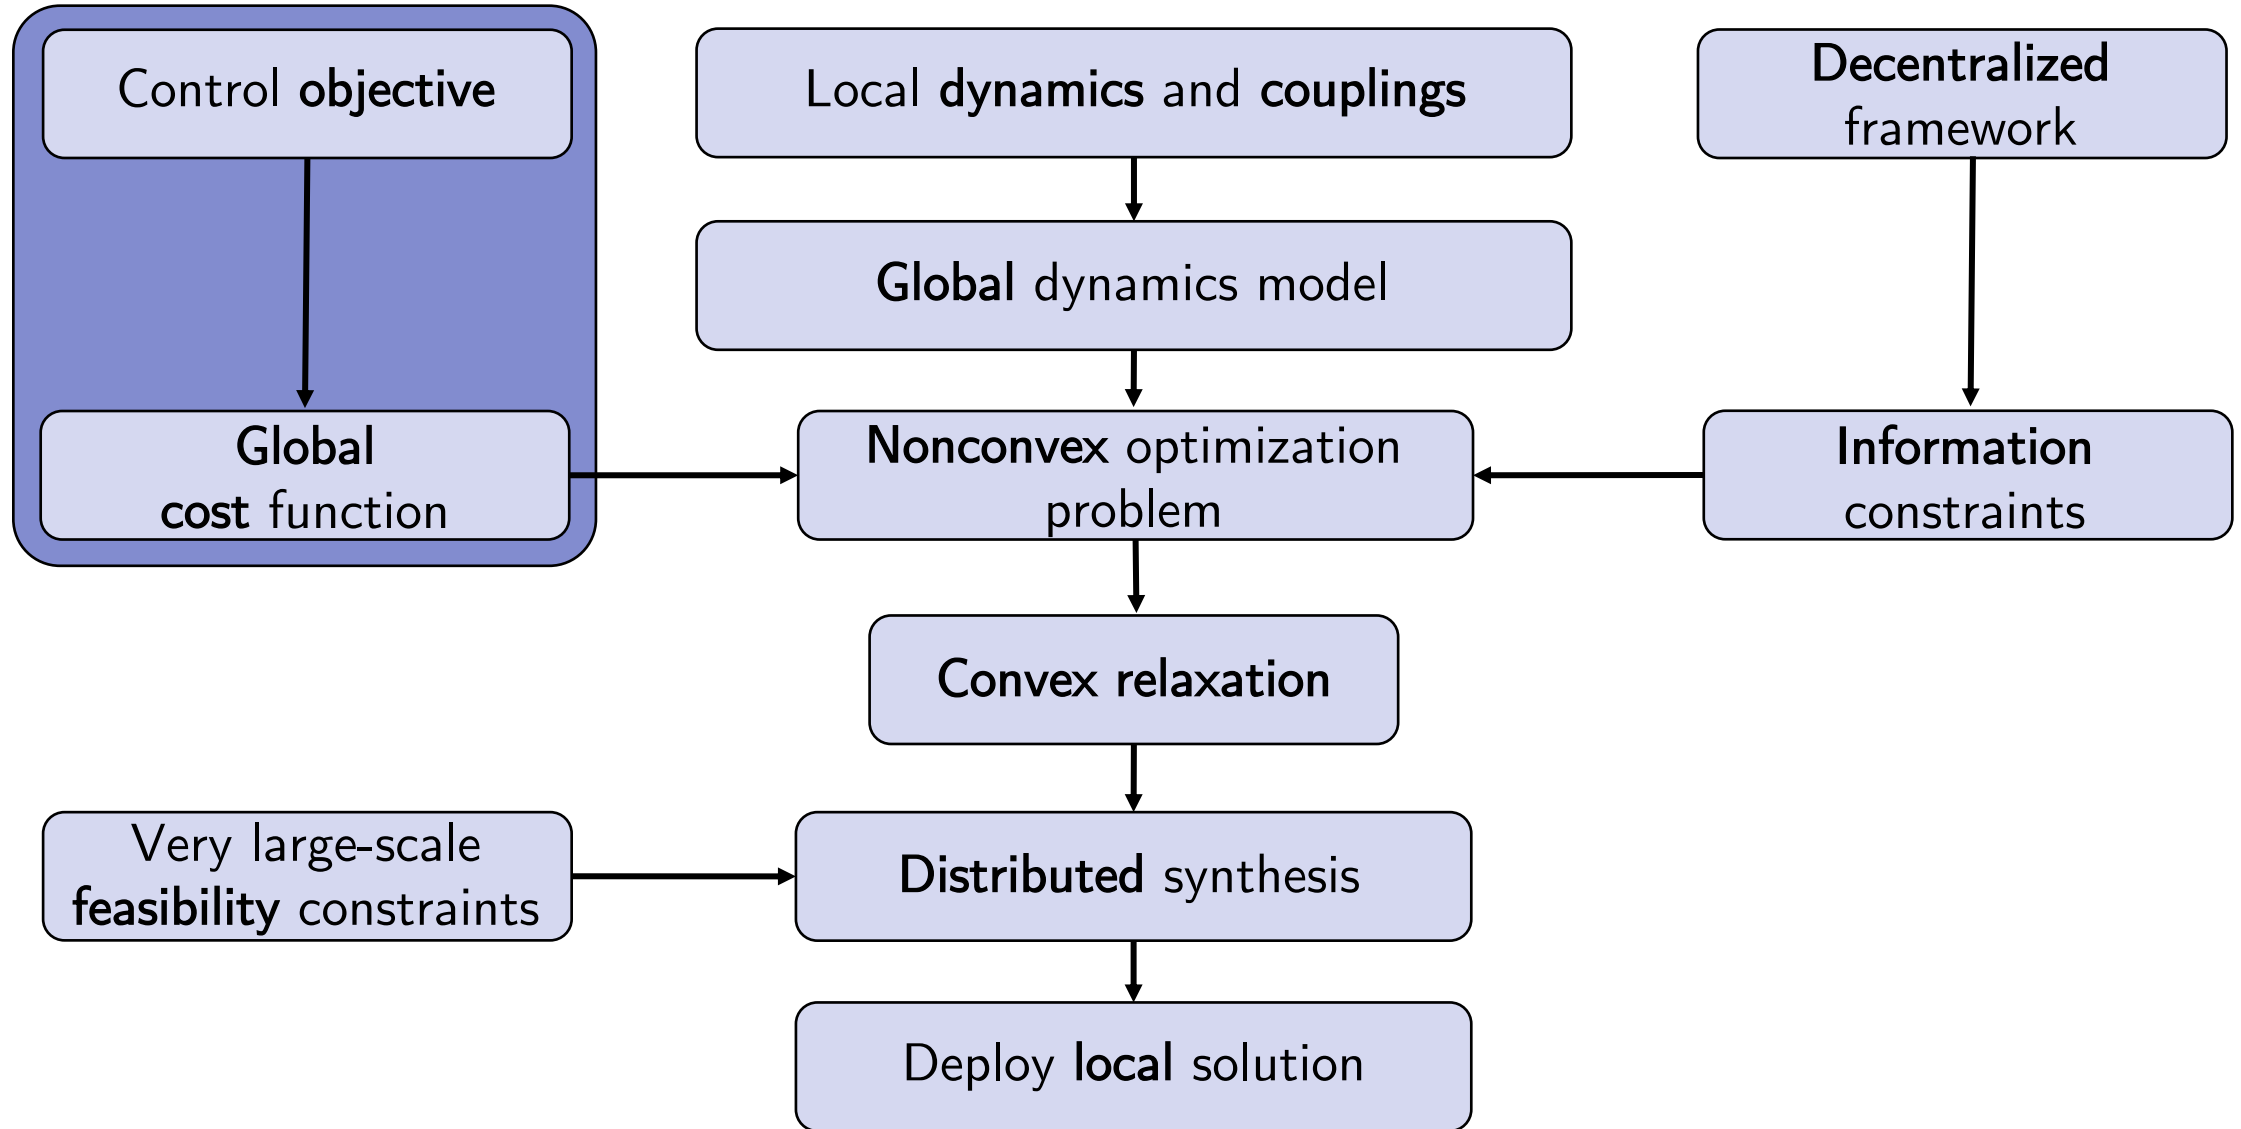 Control objective
Local dynamics and couplings
Decentralized
framework
Global dynamics model
Global
cost function
Nonconvex optimization
problem
Information
constraints
Convex relaxation
Very large-scale
feasibility constraints
Distributed synthesis
Deploy local solution